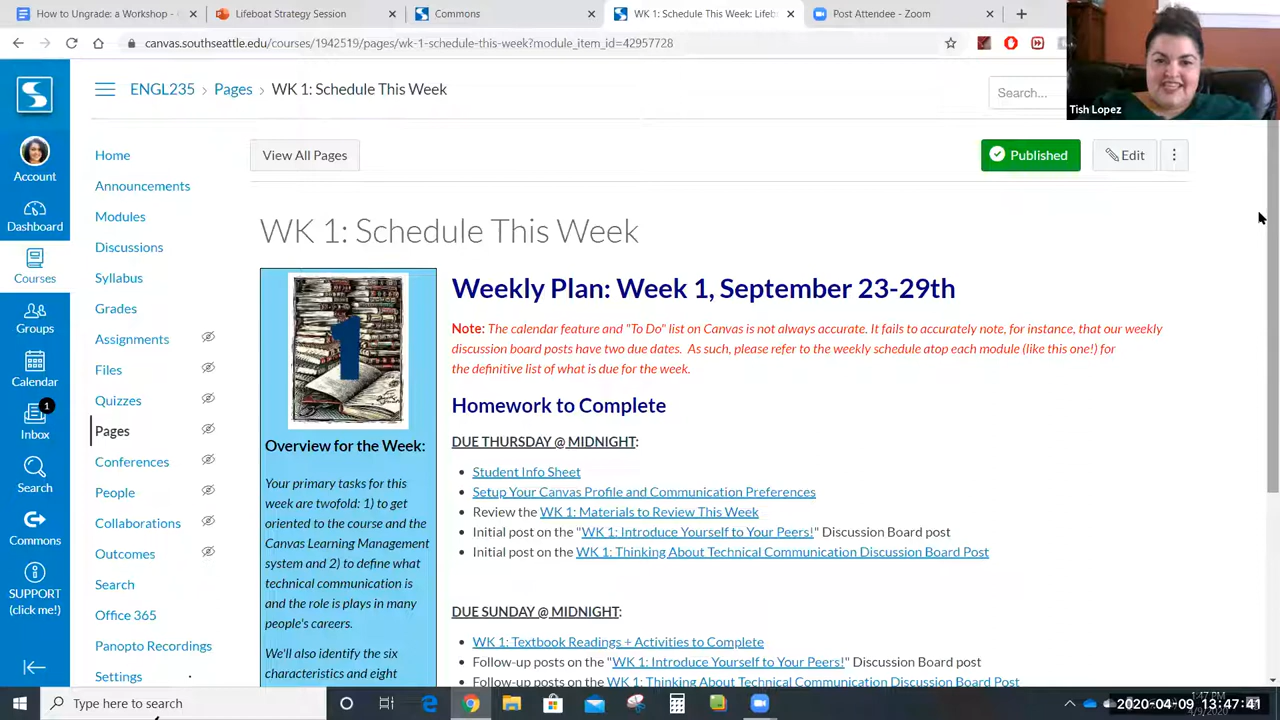 How to Upgrade: a Workshop - G
Lifeboat Strategy Session
Commons
WK 1: Schedule This Week: Lifeb
Post Attendee - Zoom
canvas.southseattle.edu/courses/1942519/pages/wk-1-schedule-this-week?module_item_id=42957728
Tish Lopez
ENGL235 › Pages › WK 1: Schedule This Week
Search...
View All Pages
Published
Edit
Account
Dashboard
Courses
Groups
Calendar
1
Inbox
Search
Commons
SUPPORT
(click me!)
Home
Announcements
Modules
Discussions
Syllabus
Grades
Assignments
Files
Quizzes
Pages
Conferences
People
Collaborations
Outcomes
Search
Office 365
Panopto Recordings
Settings
WK 1: Schedule This Week
1
Overview for the Week:
Your primary tasks for this
week are twofold: 1) to get
oriented to the course and the
Canvas Learning Management
system and 2) to define what
technical communication is
and the role is plays in many
people's careers.
We'll also identify the six
characteristics and eight
Weekly Plan: Week 1, September 23-29th
Note: The calendar feature and "To Do" list on Canvas is not always accurate. It fails to accurately note, for instance, that our weekly
discussion board posts have two due dates. As such, please refer to the weekly schedule atop each module (like this one!) for
the definitive list of what is due for the week.
Homework to Complete
DUE THURSDAY @ MIDNIGHT:
• Student Info Sheet
• Setup Your Canvas Profile and Communication Preferences
• Review the WK 1: Materials to Review This Week
• Initial post on the "WK 1: Introduce Yourself to Your Peers!" Discussion Board post
• Initial post on the WK 1: Thinking About Technical Communication Discussion Board Post
DUE SUNDAY @ MIDNIGHT:
• WK 1: Textbook Readings + Activities to Complete
• Follow-up posts on the "WK 1: Introduce Yourself to Your Peers!" Discussion Board post
• Follow-up posts on the WK 1: Thinking About Technical Communication Discussion Board Post
Type here to search
1:47 PM
4/9/2020
2020-04-09 13:47:41